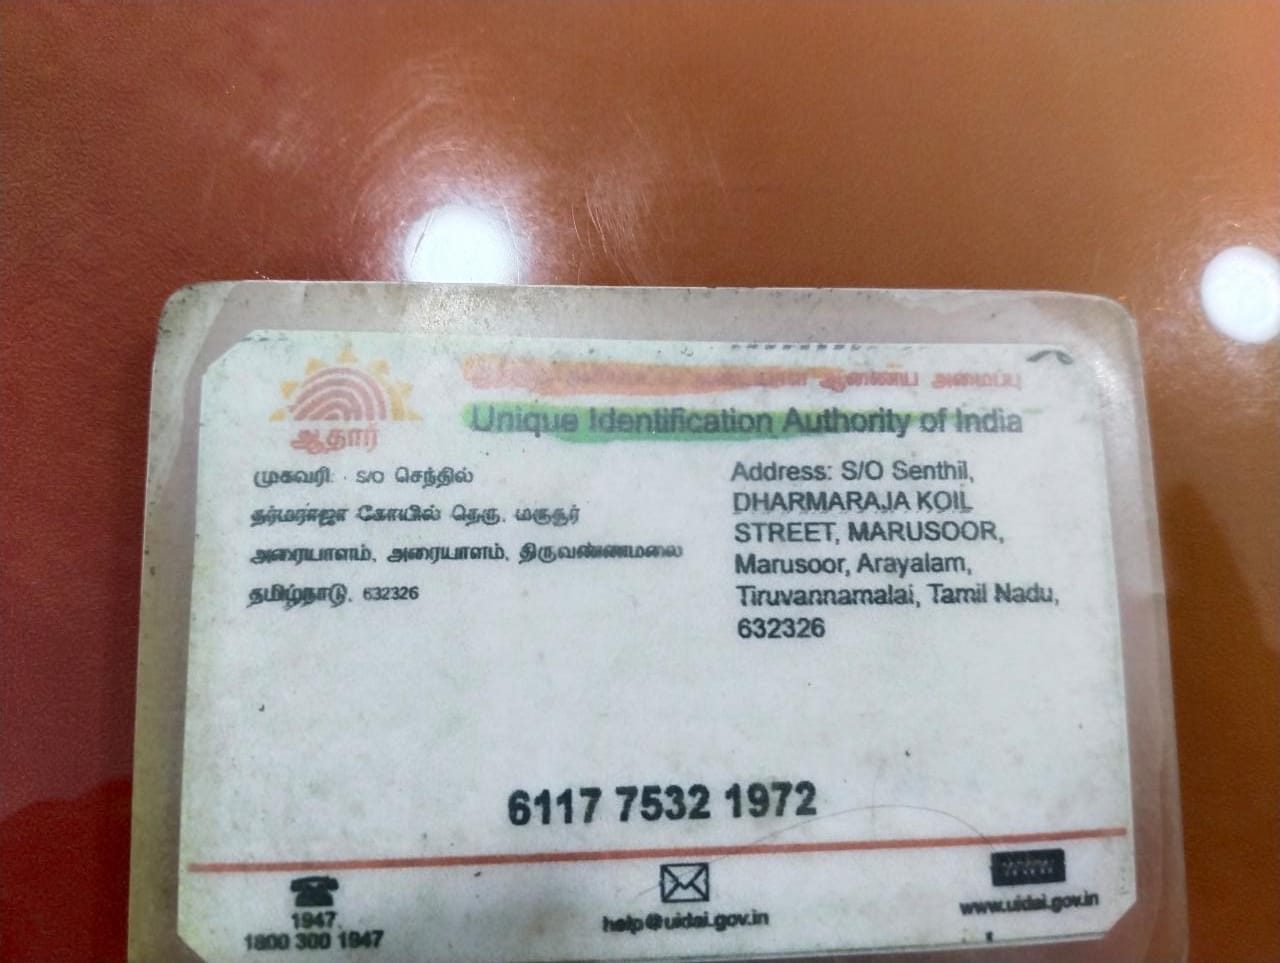 ஆணைய அமைப்பு
ஆதார்
Unique Identification Authority of India
முகவரி: S/O செந்தில்
தர்மராஜா கோயில் தெரு, மருசூர்
அரையாளம், அரையாளம், திருவண்ணாமலை
தமிழ்நாடு, 632326
Address: S/O Senthil,
DHARMARAJA KOIL
STREET, MARUSOOR,
Marusoor, Arayalam,
Tiruvannamalai, Tamil Nadu,
632326
6117 7532 1972
1947
1800 300 1947
help@uidai.gov.in
www.uidai.gov.in